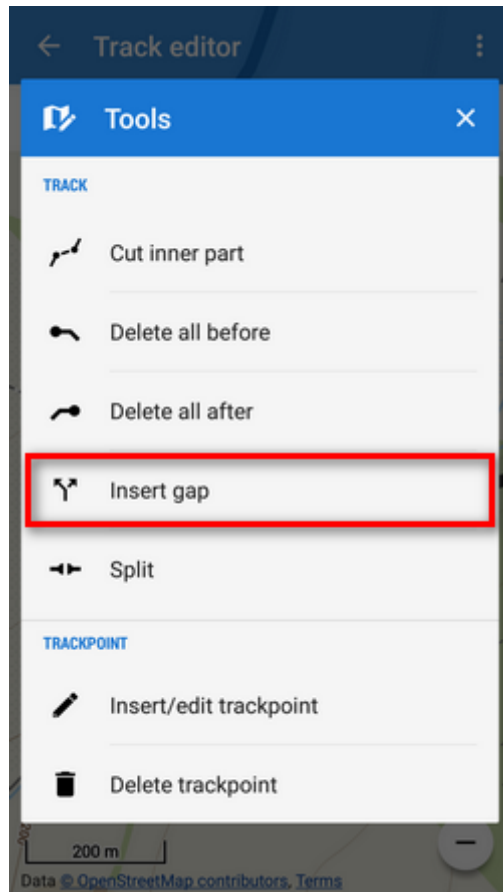 Track editor
Tools
TRACK
Cut inner part
Delete all before
Delete all after
Insert gap
Split
TRACKPOINT
Insert/edit trackpoint
Delete trackpoint
200
200 m
Data © OpenStreetMap contributors, Terms